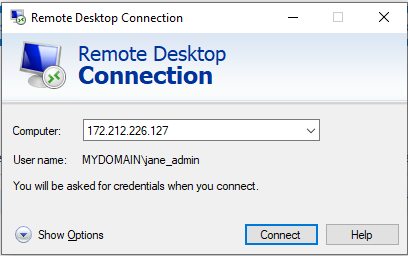 Remote Desktop Connection
Remote Desktop
Connection
Computer: 172.212.226.127
User name: MYDOMAIN\jane_admin
You will be asked for credentials when you connect.
Show Options Connect Help